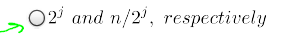 2^j and n/2^j, respectively